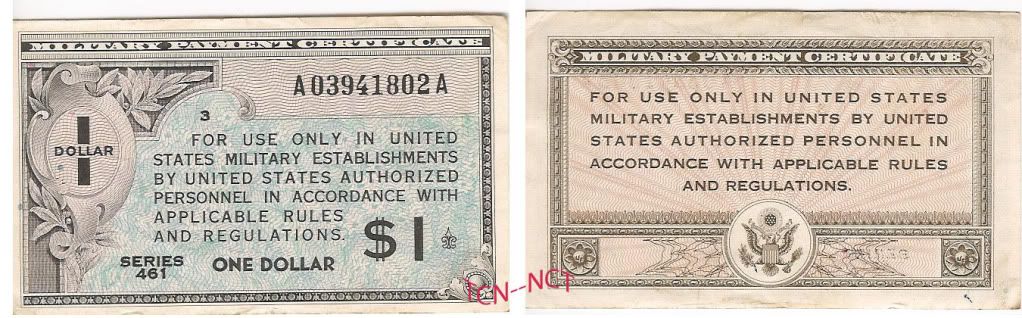 MILITARY PAYMENT CERTIFICATE
A03941802A
3
DOLLAR
1
FOR USE ONLY IN UNITED
STATES MILITARY ESTABLISHMENTS
BY UNITED STATES AUTHORIZED
PERSONNEL IN ACCORDANCE WITH
APPLICABLE RULES
AND REGULATIONS.
$1
SERIES
461
ONE DOLLAR
TCN--NCT
MILITARY PAYMENT CERTIFICATE
FOR USE ONLY IN UNITED STATES
MILITARY ESTABLISHMENTS BY UNITED
STATES AUTHORIZED PERSONNEL IN
ACCORDANCE WITH APPLICABLE RULES
AND REGULATIONS.